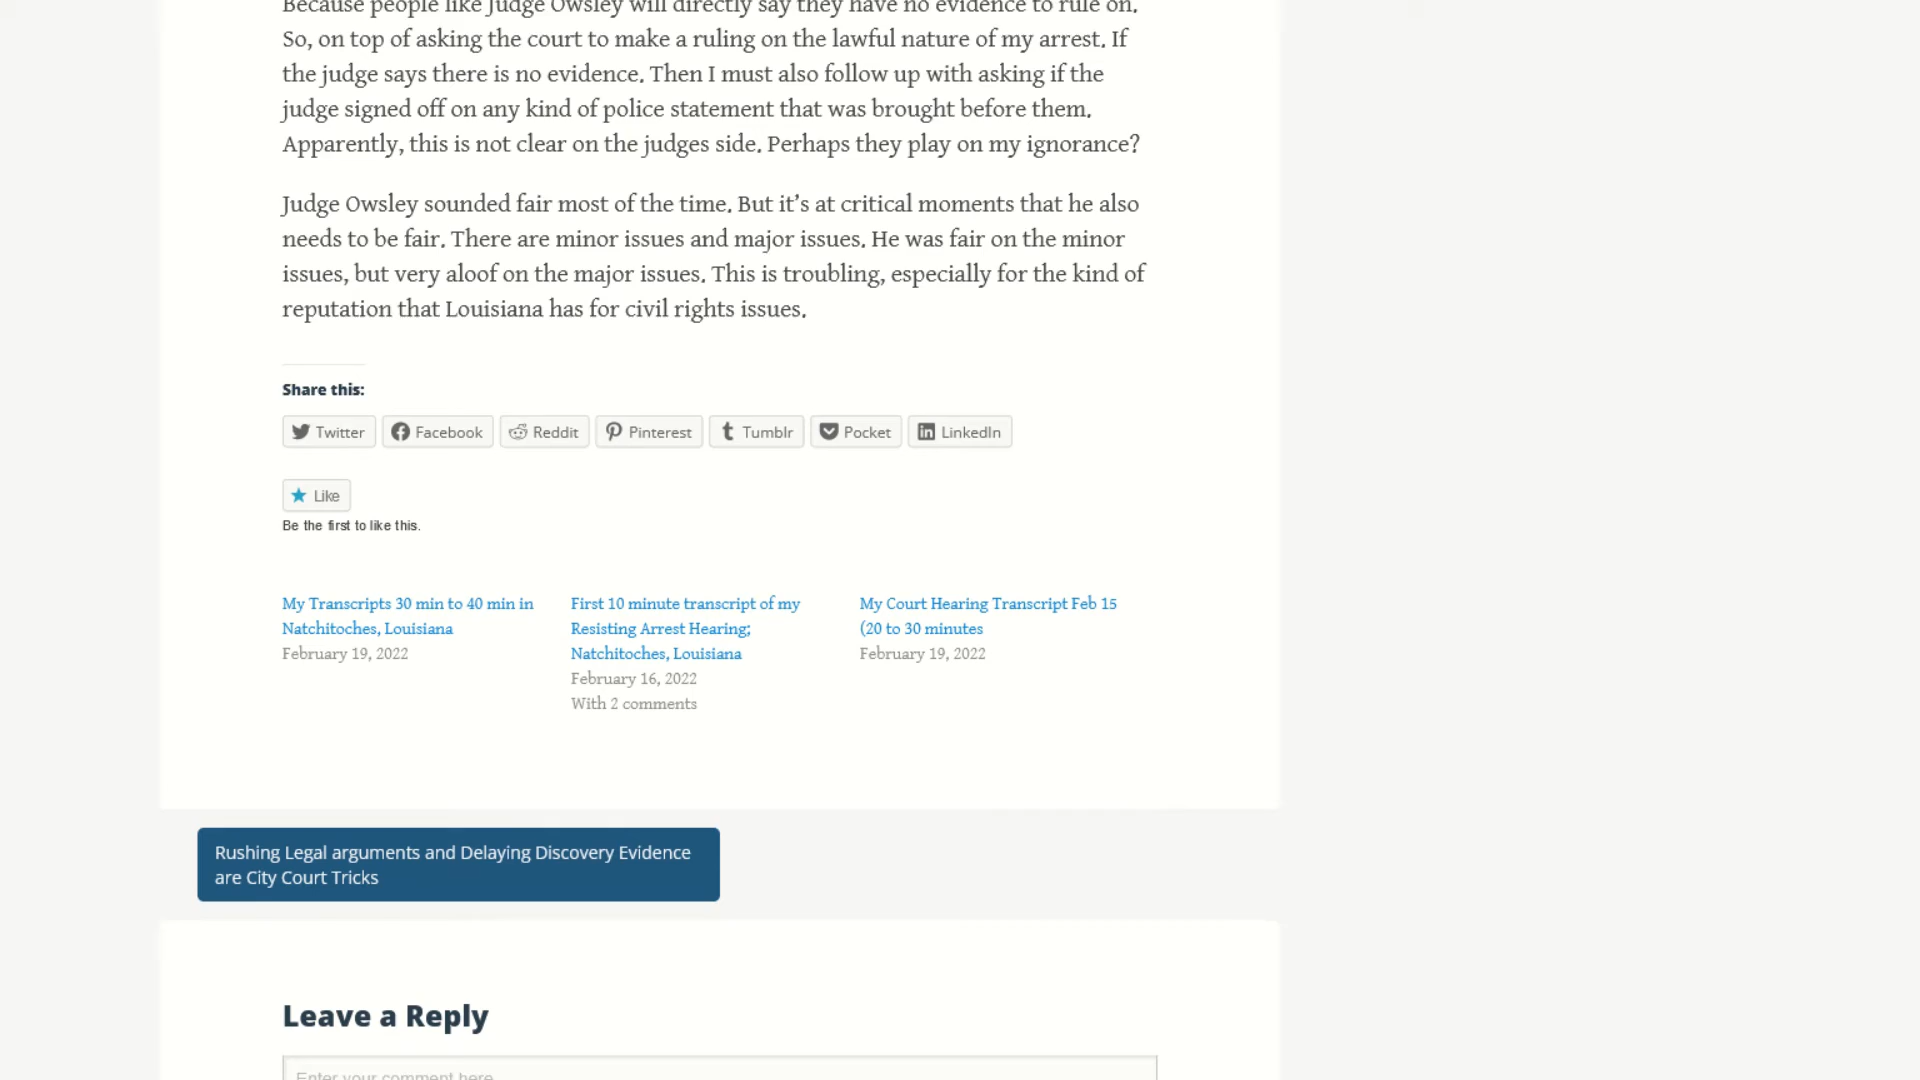 Because people like Judge Owsley will directly say they have no evidence to rule on.
So, on top of asking the court to make a ruling on the lawful nature of my arrest. If
the judge says there is no evidence. Then I must also follow up with asking if the
judge signed off on any kind of police statement that was brought before them.
Apparently, this is not clear on the judges side. Perhaps they play on my ignorance?
Judge Owsley sounded fair most of the time. But it’s at critical moments that he also
needs to be fair. There are minor issues and major issues. He was fair on the minor
issues, but very aloof on the major issues. This is troubling, especially for the kind of
reputation that Louisiana has for civil rights issues.
Share this:
Twitter Facebook Reddit Pinterest Tumblr Pocket LinkedIn
Like
Be the first to like this.
My Transcripts 30 min to 40 min in
Natchitoches, Louisiana
February 19, 2022
First 10 minute transcript of my
Resisting Arrest Hearing;
Natchitoches, Louisiana
February 16, 2022
With 2 comments
My Court Hearing Transcript Feb 15
(20 to 30 minutes
February 19, 2022
Rushing Legal arguments and Delaying Discovery Evidence
are City Court Tricks
Leave a Reply
Enter your comment here